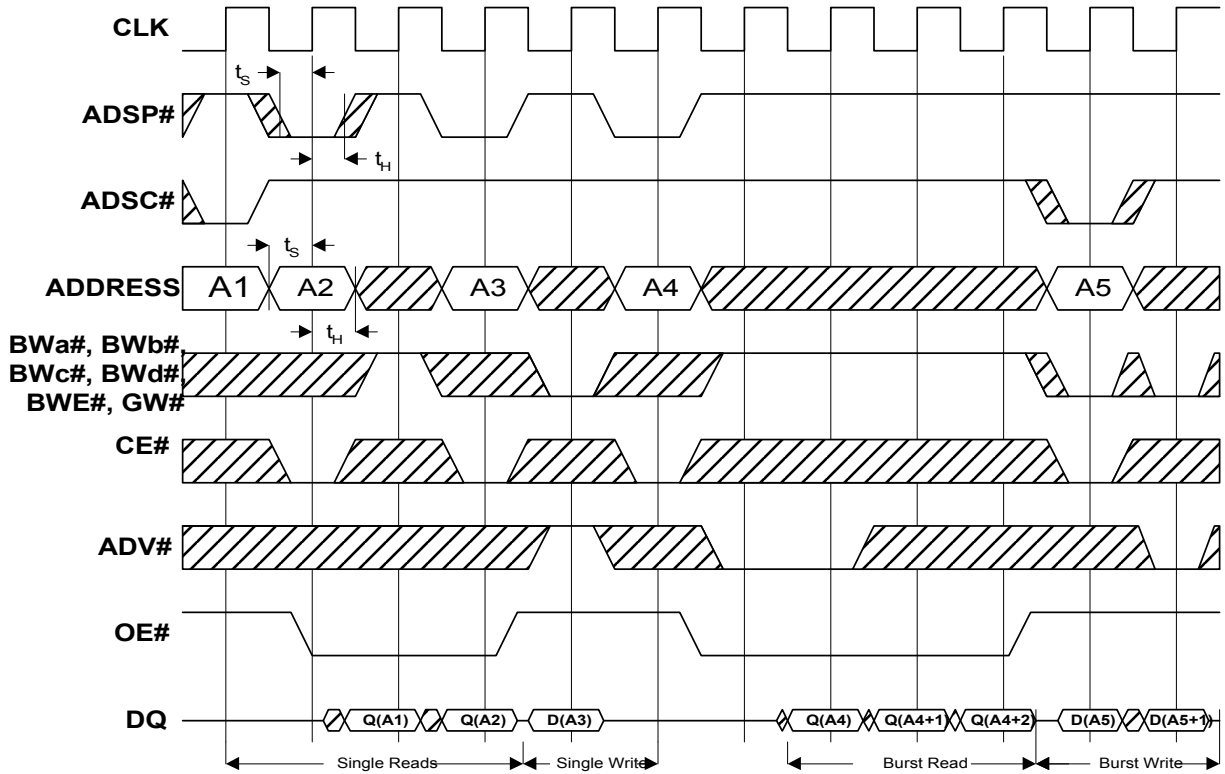 CLK
tS
ADSP#
tH
ADSC#
tS
ADDRESS A1 A2 A3 A4 A5
tH
BWa#, BWb#,
BWc#, BWd#,
BWE#, GW#
CE#
ADV#
OE#
DQ Q(A1) Q(A2) D(A3) Q(A4) Q(A4+1) Q(A4+2) D(A5) D(A5+1)
Single Reads Single Write Burst Read Burst Write